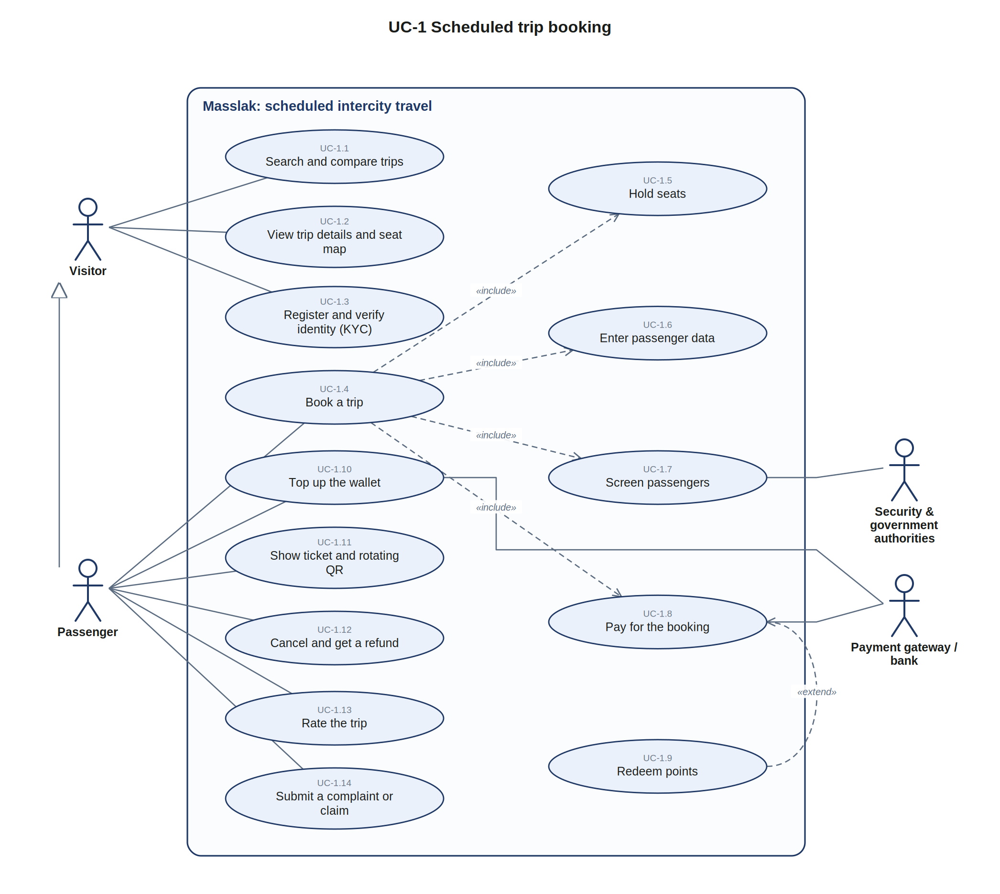 UC-1 Scheduled trip booking
Masslak: scheduled intercity travel
UC-1.1
Search and compare trips
UC-1.2
View trip details and seat
map
UC-1.3
Register and verify
identity (KYC)
UC-1.4
Book a trip
UC-1.10
Top up the wallet
UC-1.11
Show ticket and rotating
QR
UC-1.12
Cancel and get a refund
UC-1.13
Rate the trip
UC-1.14
Submit a complaint or
claim
UC-1.5
Hold seats
UC-1.6
Enter passenger data
UC-1.7
Screen passengers
UC-1.8
Pay for the booking
UC-1.9
Redeem points
«include»
«include»
«include»
«include»
«extend»
Visitor
Passenger
Security &
government
authorities
Payment gateway /
bank